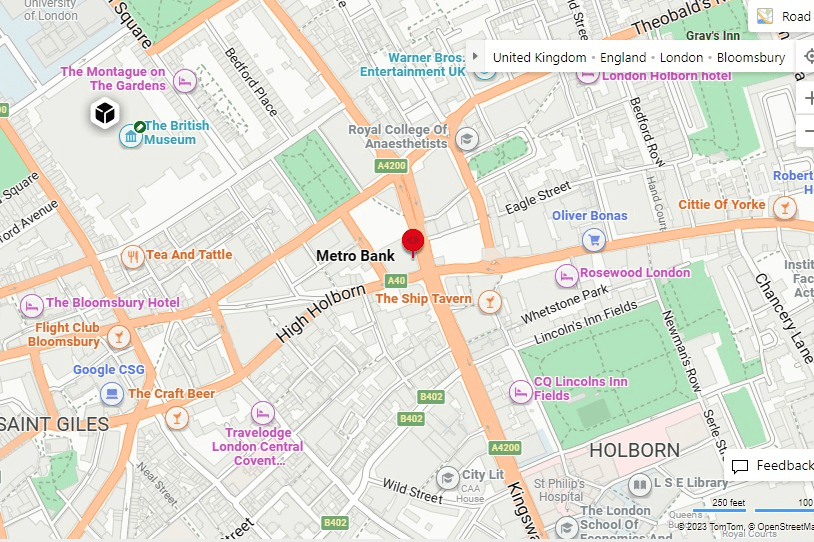 University
of London
Square
Bedford Place
The Montague on
The Gardens
The British
Museum
Square
ford Avenue
Warner Bros.
Entertainment UK
Theobald's R
Gray's Inn
Road
United Kingdom • England • London • Bloomsbury
London Holborn hotel
Royal College Of
Anaesthetists
A4200
Bedford Row
Hand Court
Eagle Street
Oliver Bonas
Cittie Of Yorke
Robert
H
Tea And Tattle
Metro Bank
A40
The Ship Tavern
Rosewood London
Instit
Fac
Act
The Bloomsbury Hotel
Flight Club
Bloomsbury
High Holborn
Whetstone Park
Lincoln's Inn Fields
Chancery Lane
Newman's Row
Google CSG
The Craft Beer
B402
B402
CQ Lincolns Inn
Fields
Serle St
SAINT GILES
Travelodge
London Central
Covent...
A4200
HOLBORN
Feedback
Neal Street
City Lit
CAA
House
Wild Street
Kingswa
St Philip's
Hospital
L S E Library
250 feet
100
B402
Street
The London
School Of
Economics And
Queen's
Royal Courts
© 2023 TomTom, © OpenStreetMa